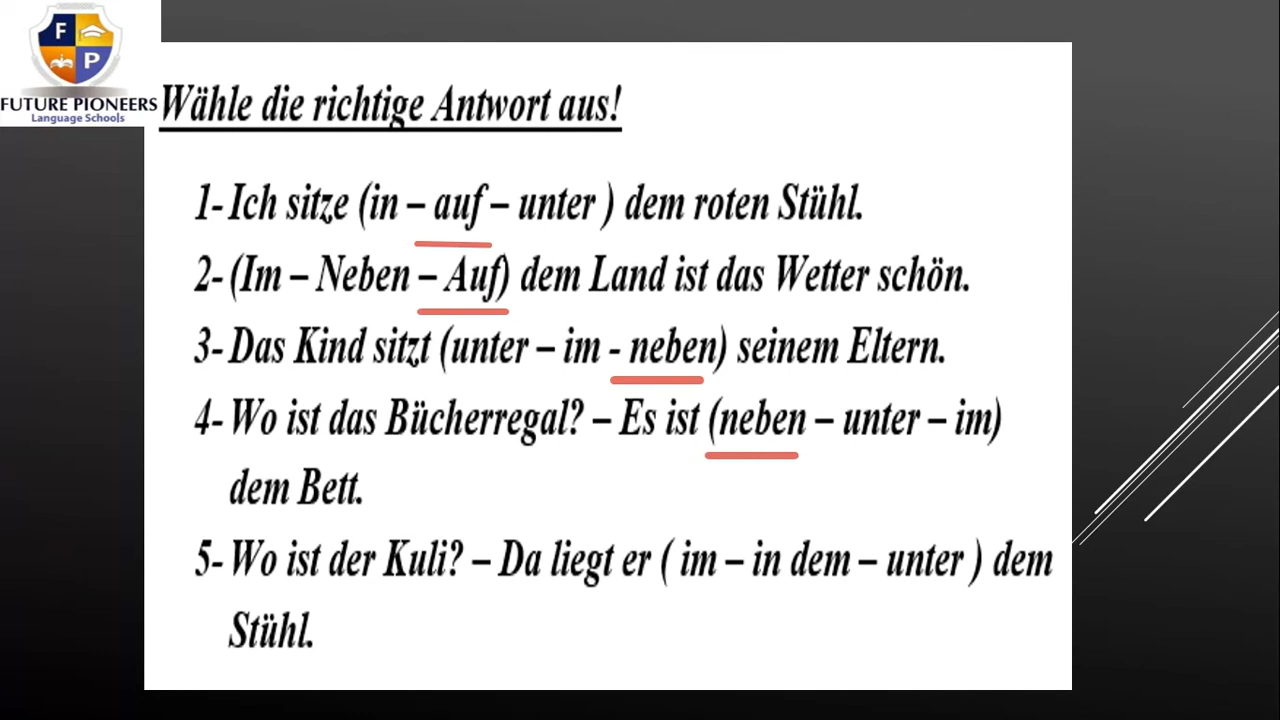 F
P
FUTURE PIONEERS
Language Schools
Wähle die richtige Antwort aus!
1- Ich sitze (in – auf – unter ) dem roten Stühl.
2- (Im – Neben – Auf) dem Land ist das Wetter schön.
3- Das Kind sitzt (unter – im - neben) seinem Eltern.
4- Wo ist das Bücherregal? – Es ist (neben – unter – im)
dem Bett.
5- Wo ist der Kuli? – Da liegt er ( im – in dem – unter ) dem
Stühl.